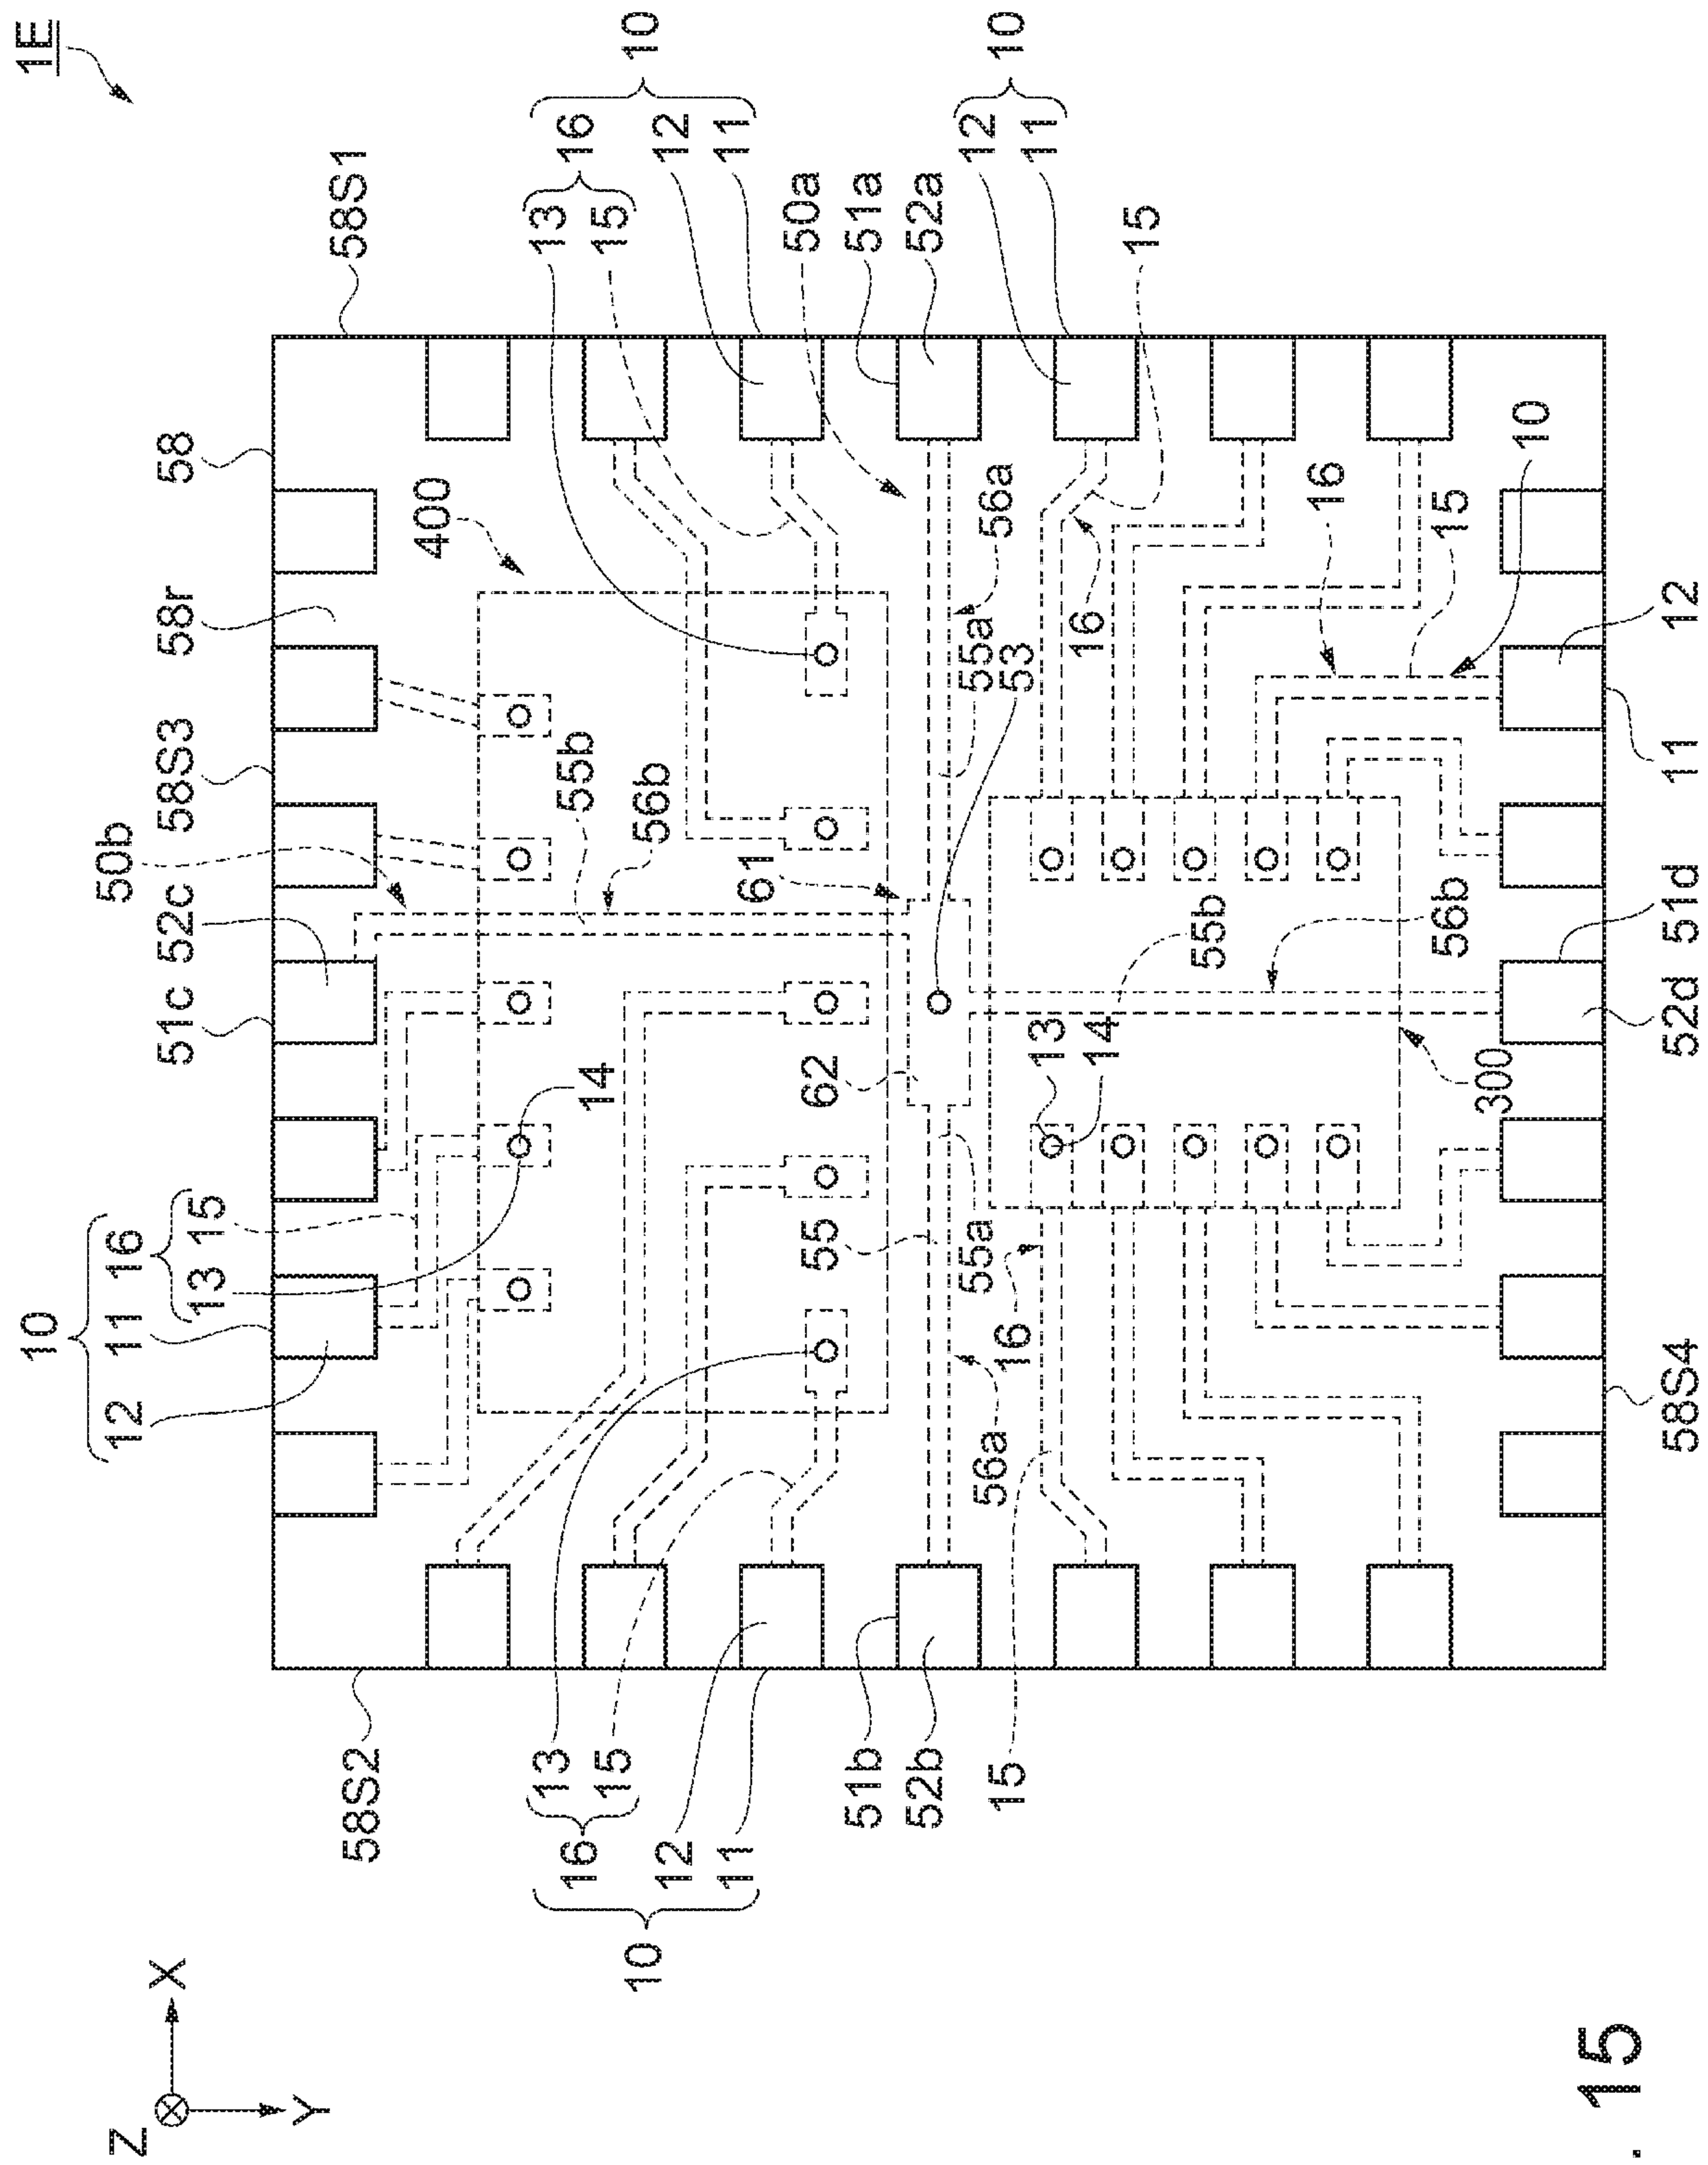 1E
10
12 11 16
13 15
50b
51c 52c 58S3 58r 58
Z X
Y
58S2 58S1
400
13 55b 13 16
16 15 14 15
10 56b 10
12 12
11 61 11
55 62 50a
51b 51a
52b 52a
56a 55a 55a 56a 12 10
15 16 53
13 11
14 16
15
55b
16
56b 15
300
10
. 15
58S4 52d 51d 11 12